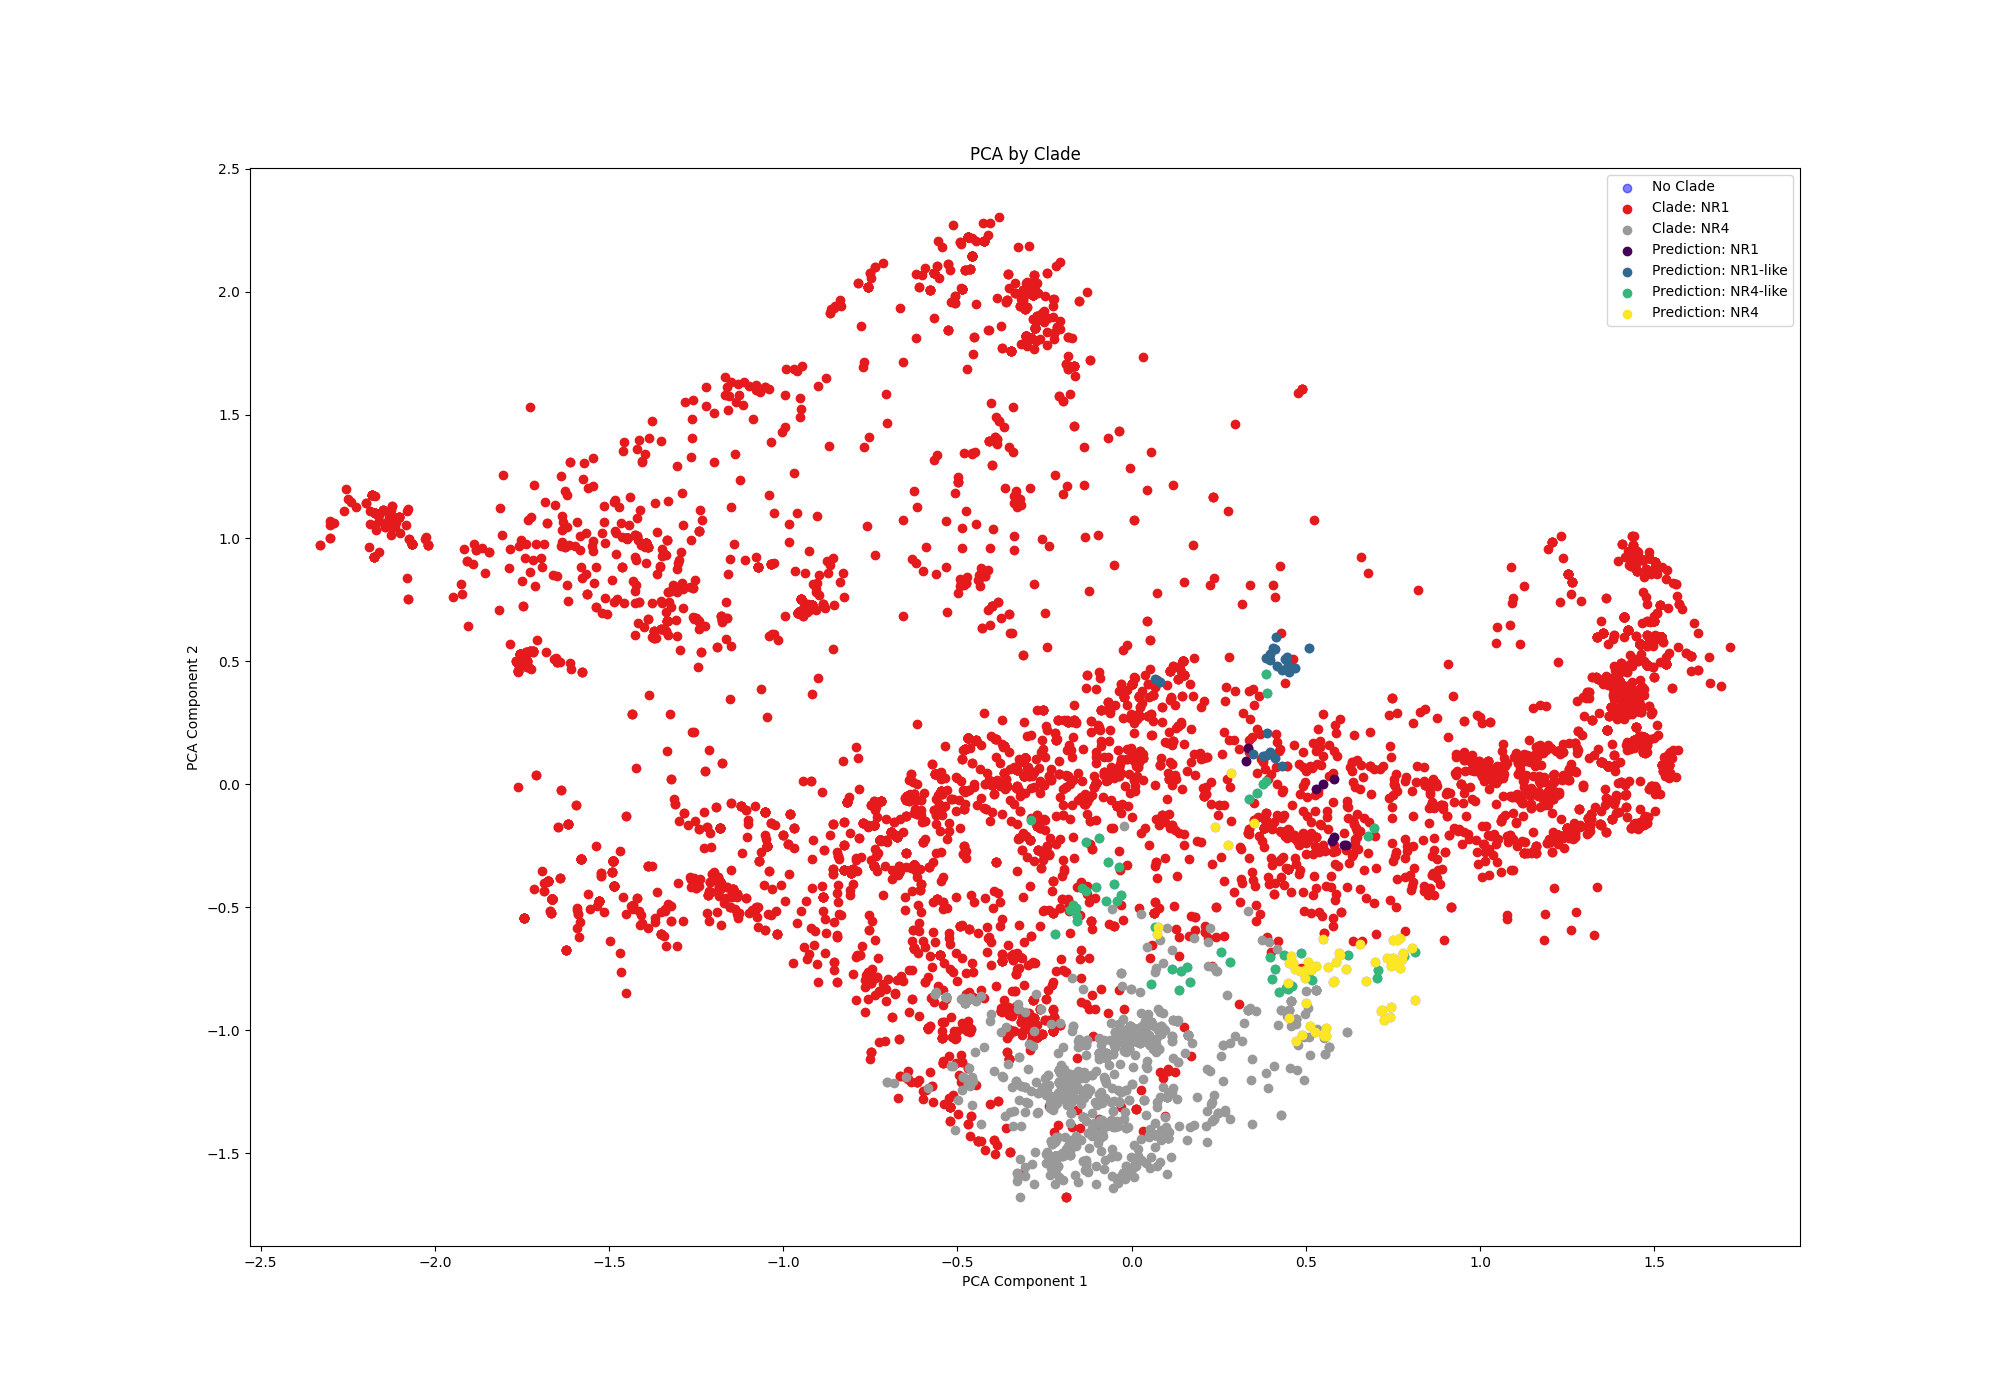 PCA by Clade
No Clade
Clade: NR1
Clade: NR4
Prediction: NR1
Prediction: NR1-like
Prediction: NR4-like
Prediction: NR4
2.5
2.0
1.5
1.0
0.5
0.0
−0.5
−1.0
−1.5
PCA Component 2
−2.5 −2.0 −1.5 −1.0 −0.5 0.0 0.5 1.0 1.5
PCA Component 1